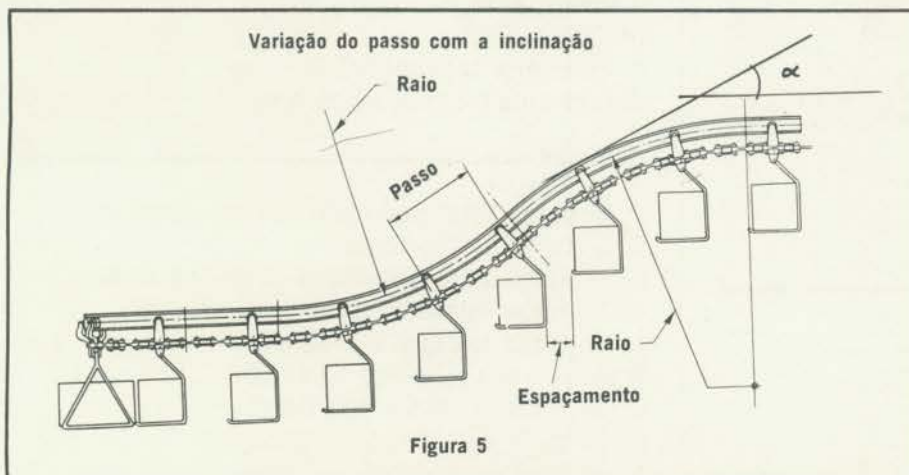 Variação do passo com a inclinação
α
Raio
Passo
Raio
Espaçamento
Figura 5